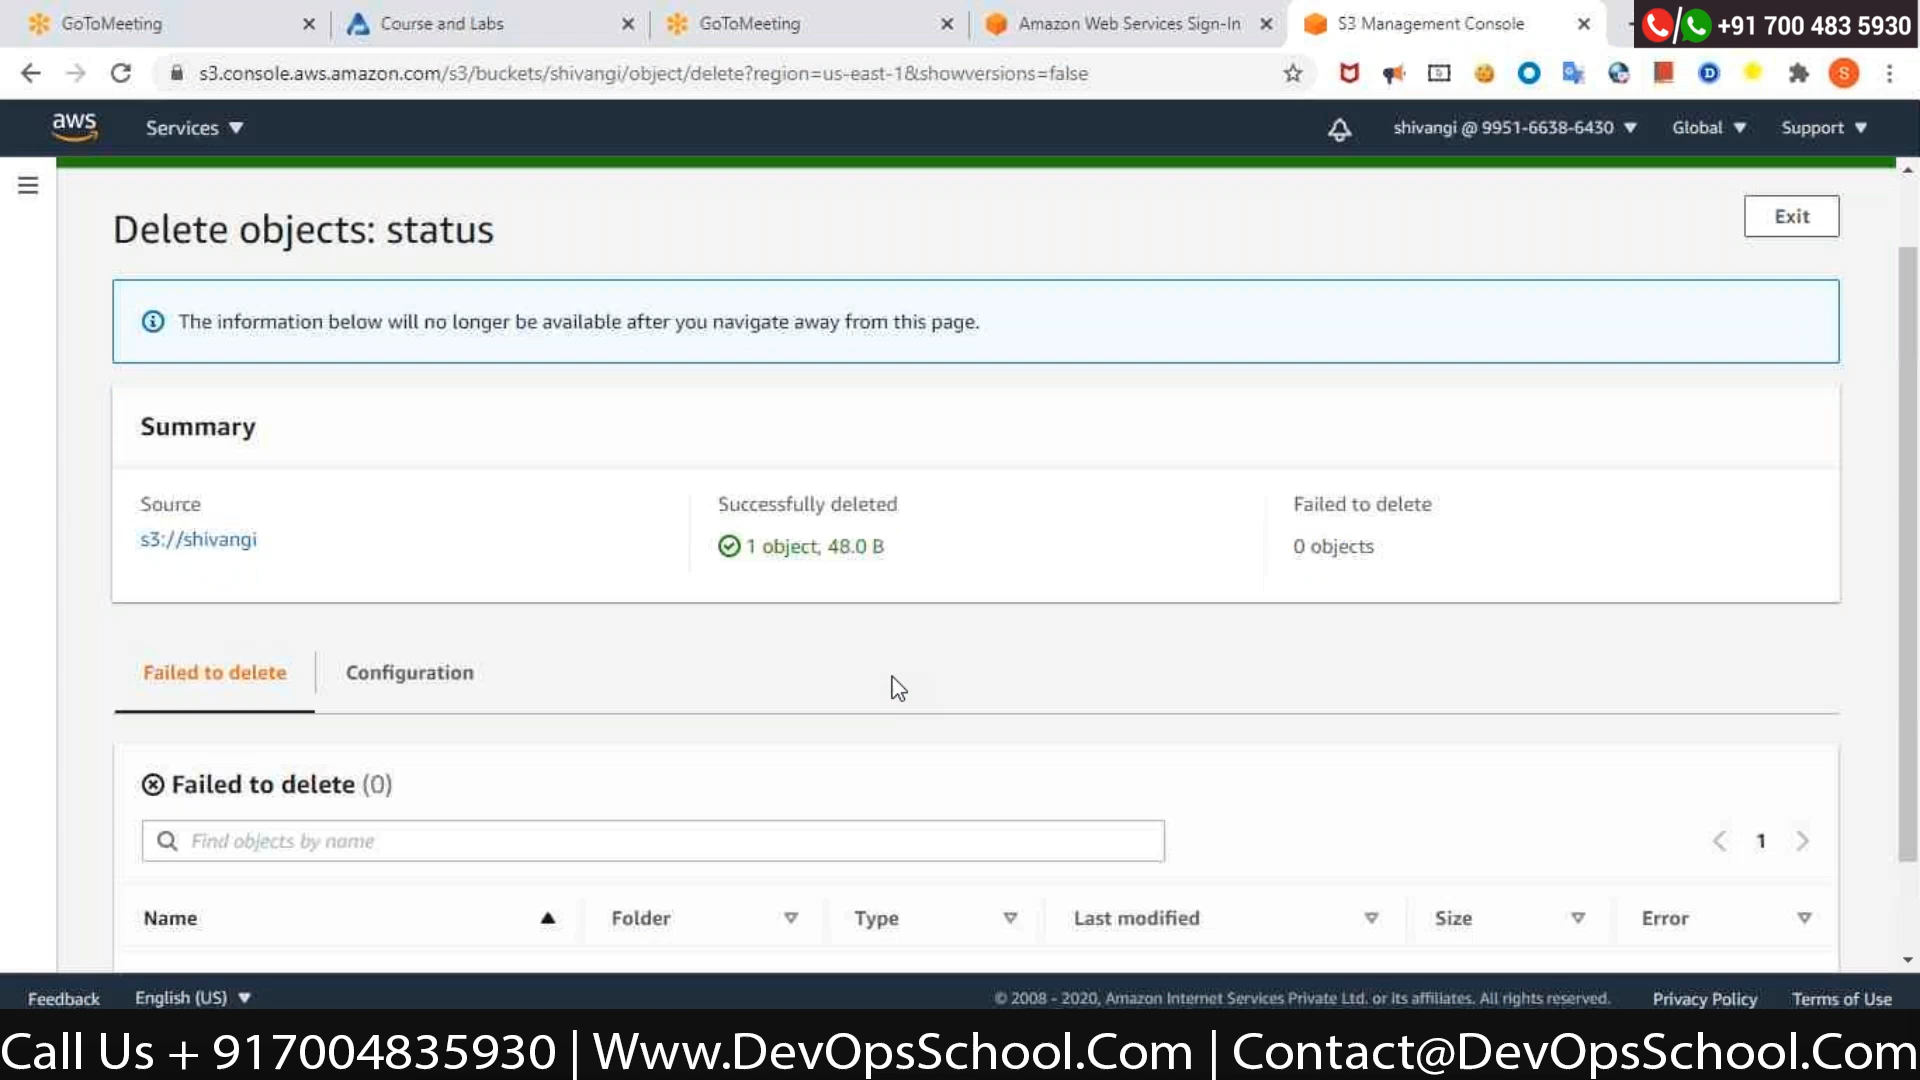 GoToMeeting
Course and Labs
GoToMeeting
Amazon Web Services Sign-In
S3 Management Console
+91 700 483 5930
s3.console.aws.amazon.com/s3/buckets/shivangi/object/delete?region=us-east-1&showversions=false
D
S
aws
Services
shivangi @ 9951-6638-6430
Global
Support
Delete objects: status
Exit
The information below will no longer be available after you navigate away from this page.
Summary
Source
Successfully deleted
Failed to delete
s3://shivangi
1 object, 48.0 B
0 objects
Failed to delete
Configuration
Failed to delete (0)
Find objects by name
1
Name
Folder
Type
Last modified
Size
Error
Feedback
English (US)
© 2008 - 2020, Amazon Internet Services Private Ltd. or its affiliates. All rights reserved.
Privacy Policy
Terms of Use
Call Us + 917004835930 | Www.DevOpsSchool.Com | Contact@DevOpsSchool.Com